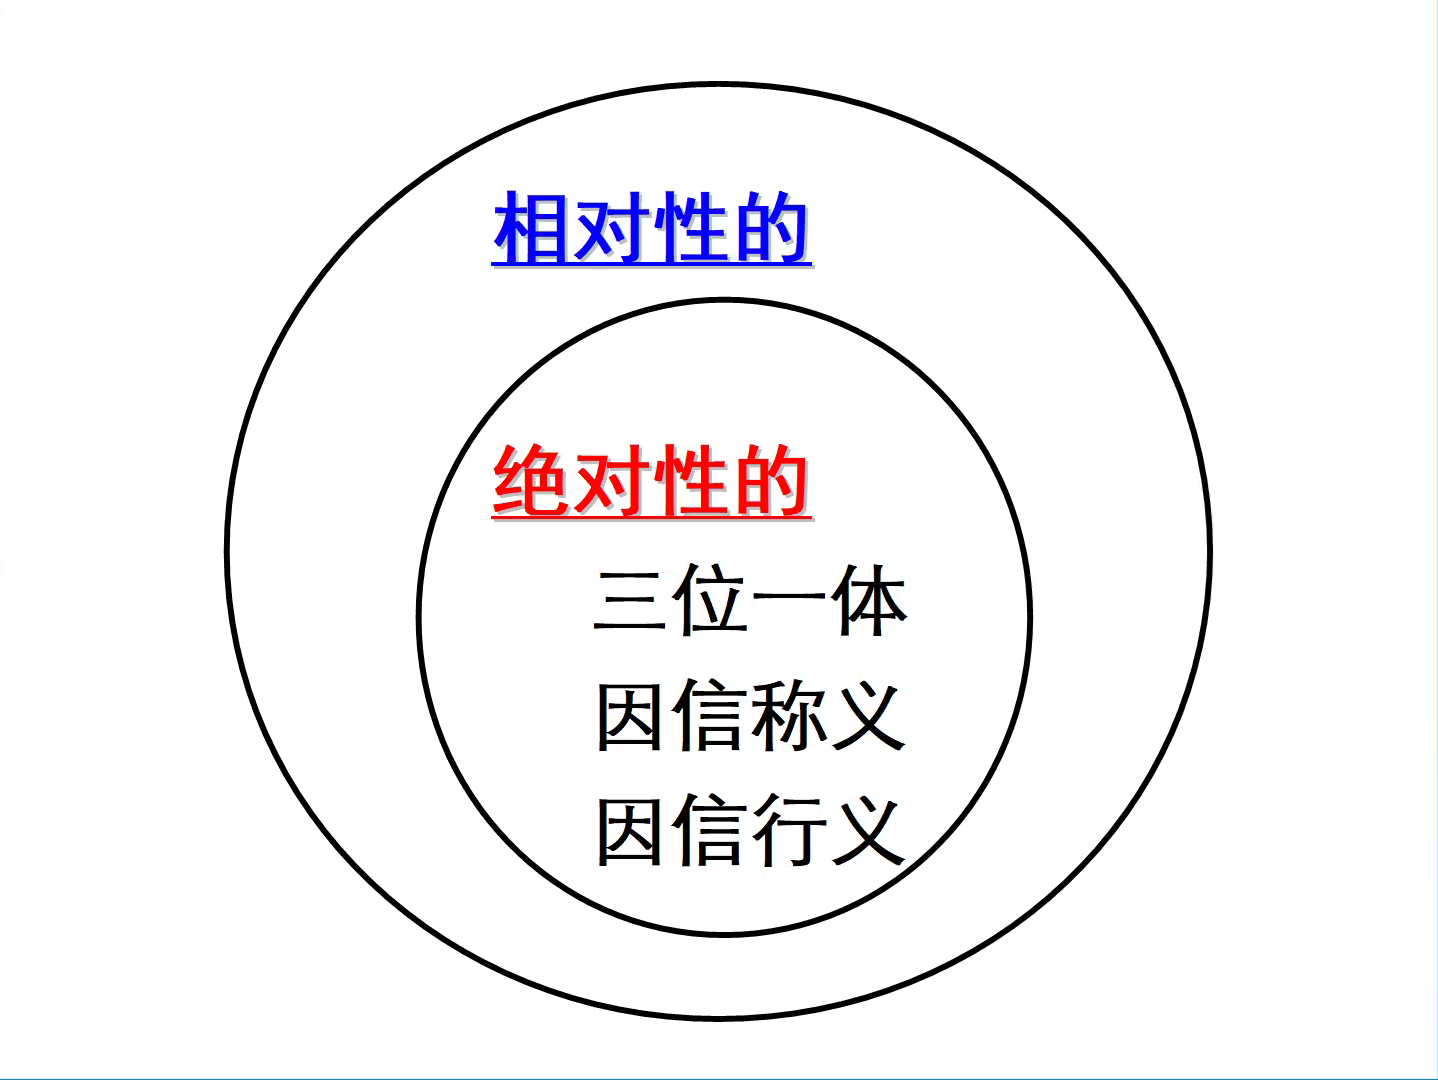 相对性的
绝对性的
三位一体
因信称义
因信行义